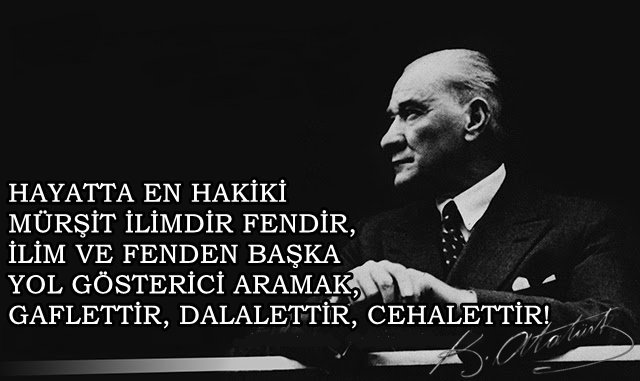 HAYATTA EN HAKİKİ
MÜRŞİT İLİMDİR FENDİR,
İLİM VE FENDEN BAŞKA
YOL GÖSTERİCİ ARAMAK,
GAFLETTİR, DALALETTİR, CEHALETTİR!
K. Atatürk